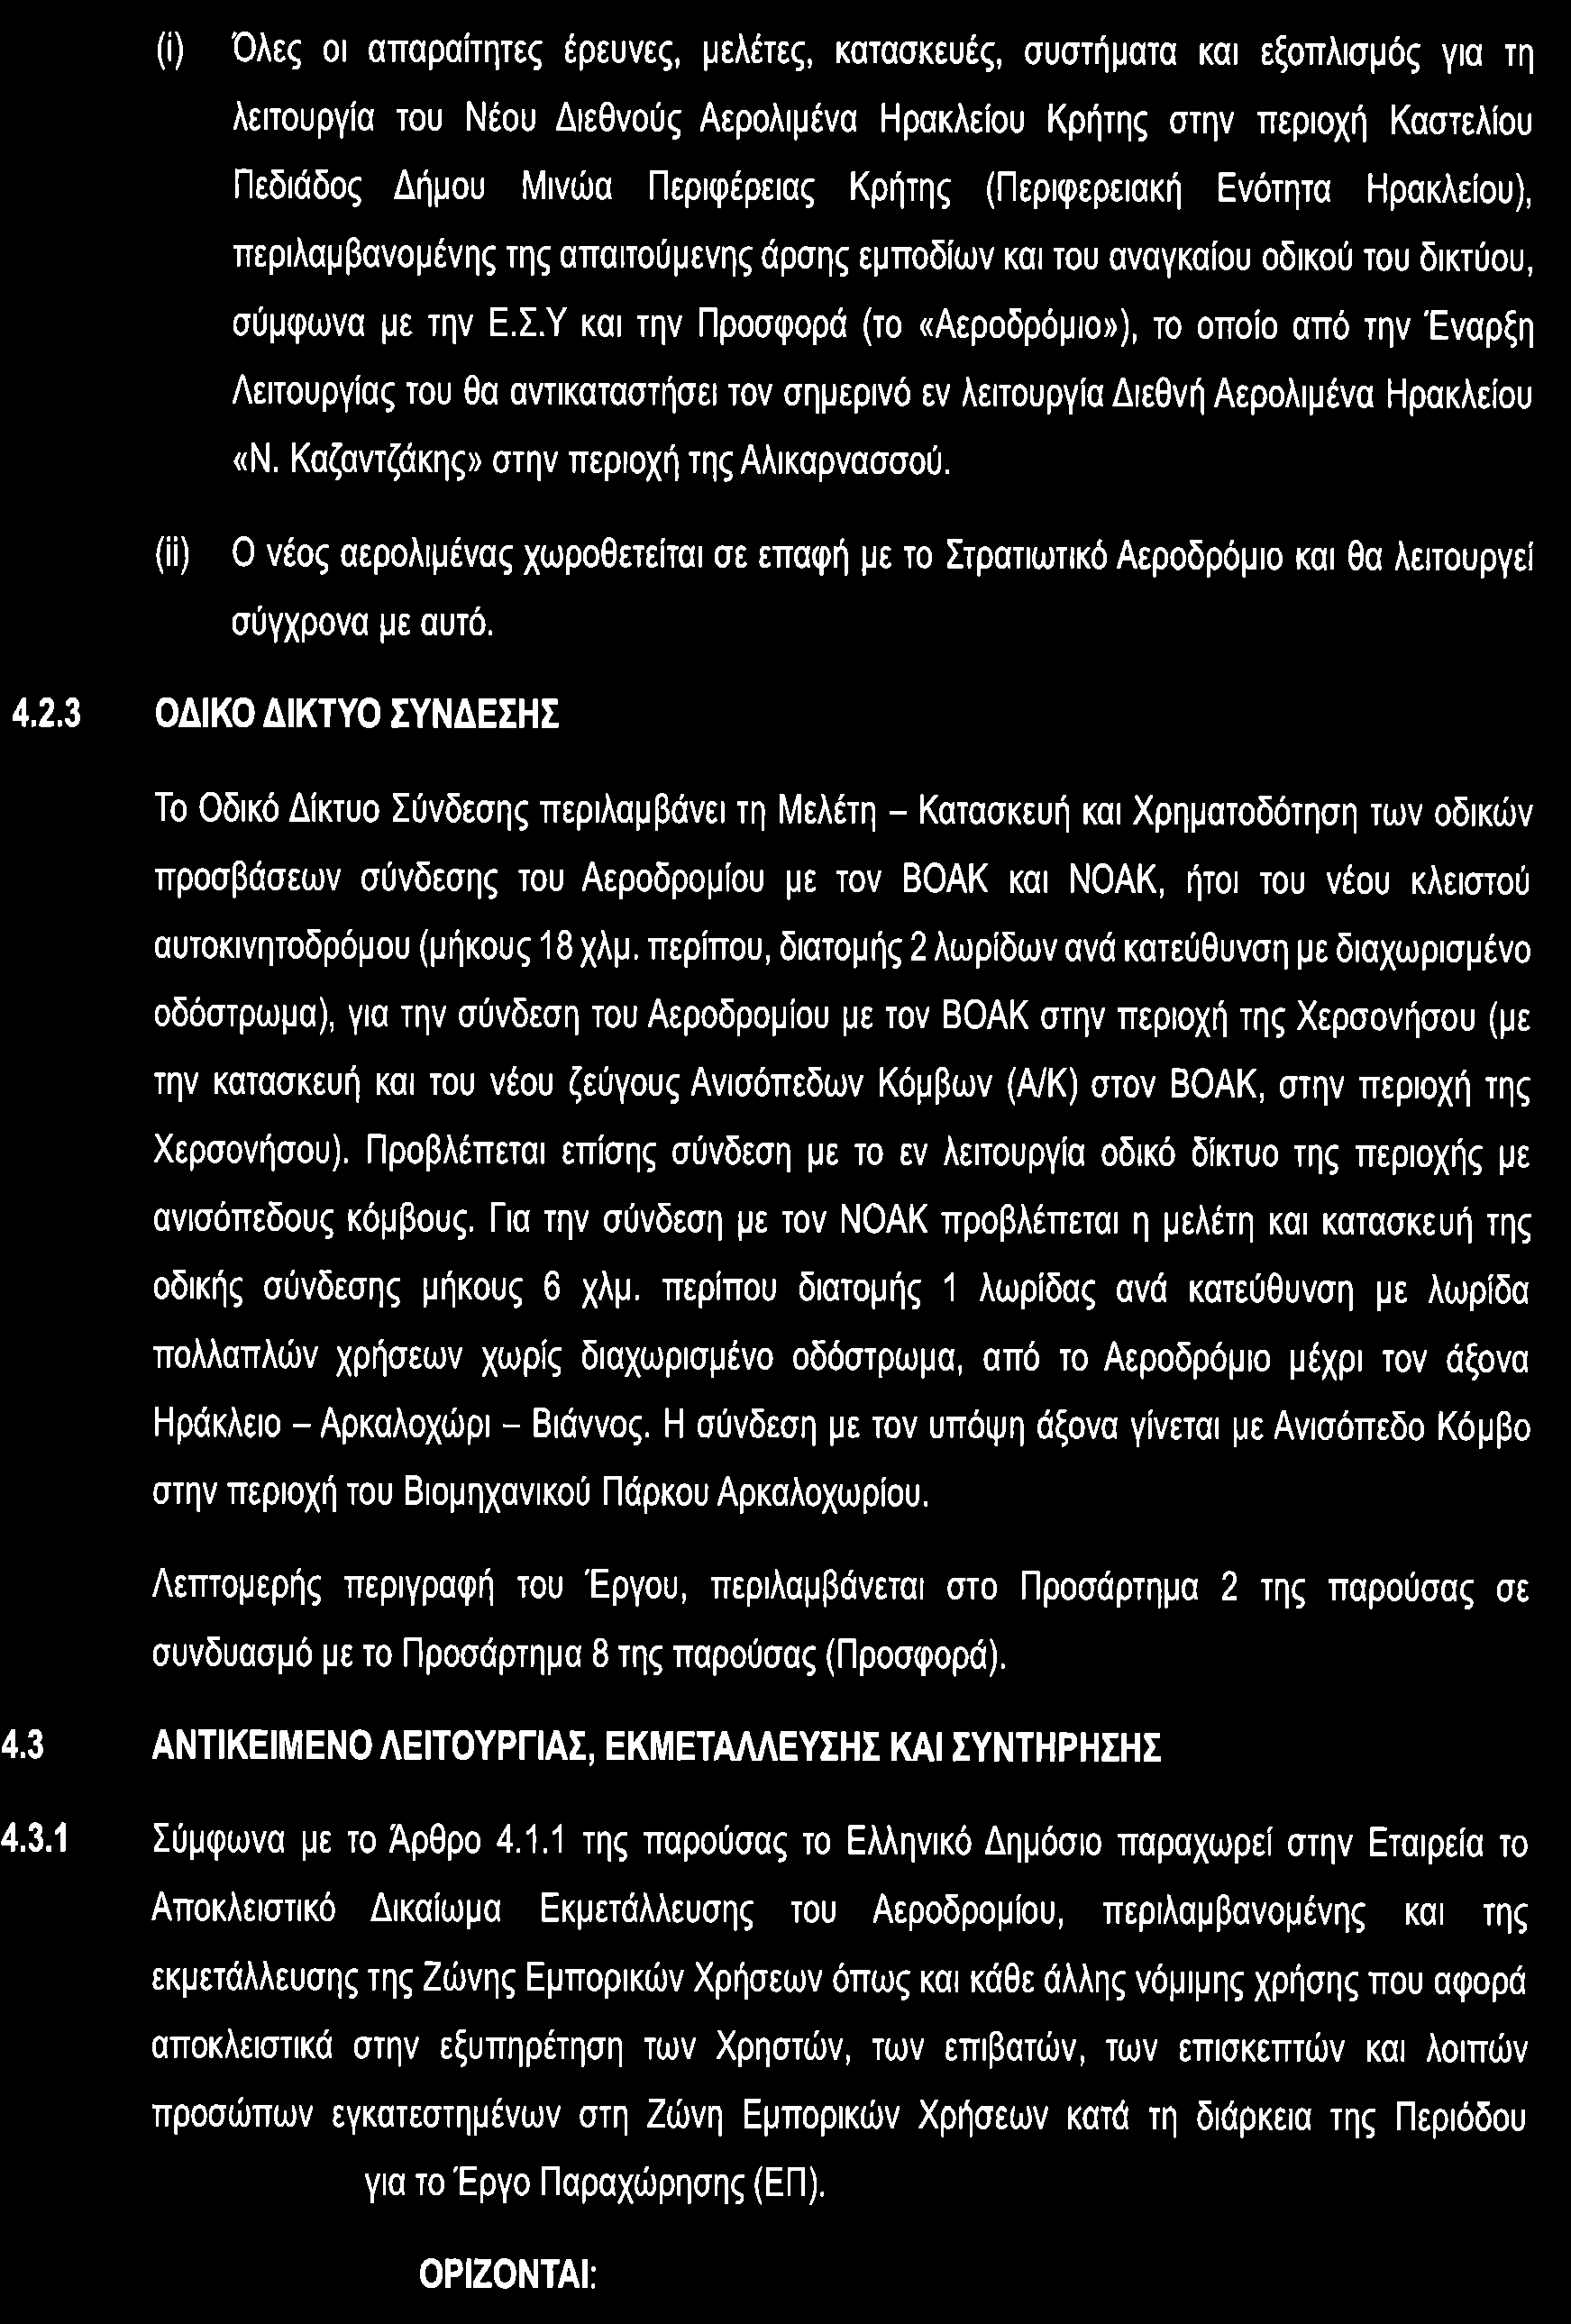 (i) Όλες οι απαραίτητες έρευνες, μελέτες, κατασκευές, συστήματα και εξοπλισμός για τη
λειτουργία του Νέου Διεθνούς Αερολιμένα Ηρακλείου Κρήτης στην περιοχή Καστελίου
Πεδιάδος Δήμου Μινώα Περιφέρειας Κρήτης (Περιφερειακή Ενότητα Ηρακλείου),
περιλαμβανομένης της απαιτούμενης άρσης εμποδίων και του αναγκαίου οδικού του δικτύου,
σύμφωνα με την Ε.Σ.Υ και την Προσφορά (το «Αεροδρόμιο»), το οποίο από την Έναρξη
Λειτουργίας του θα αντικαταστήσει τον σημερινό εν λειτουργία Διεθνή Αερολιμένα Ηρακλείου
«Ν. Καζαντζάκης» στην περιοχή της Αλικαρνασσού.
(ii) Ο νέος αερολιμένας χωροθετείται σε επαφή με το Στρατιωτικό Αεροδρόμιο και θα λειτουργεί
σύγχρονα με αυτό.
4.2.3 ΟΔΙΚΟ ΔΙΚΤΥΟ ΣΥΝΔΕΣΗΣ
Το Οδικό Δίκτυο Σύνδεσης περιλαμβάνει τη Μελέτη – Κατασκευή και Χρηματοδότηση των οδικών
προσβάσεων σύνδεσης του Αεροδρομίου με τον ΒΟΑΚ και ΝΟΑΚ, ήτοι του νέου κλειστού
αυτοκινητοδρόμου (μήκους 18 χλμ. περίπου, διατομής 2 λωρίδων ανά κατεύθυνση με διαχωρισμένο
οδόστρωμα), για την σύνδεση του Αεροδρομίου με τον ΒΟΑΚ στην περιοχή της Χερσονήσου (με
την κατασκευή και του νέου ζεύγους Ανισόπεδων Κόμβων (Α/Κ) στον ΒΟΑΚ, στην περιοχή της
Χερσονήσου). Προβλέπεται επίσης σύνδεση με το εν λειτουργία οδικό δίκτυο της περιοχής με
ανισόπεδους κόμβους. Για την σύνδεση με τον ΝΟΑΚ προβλέπεται η μελέτη και κατασκευή της
οδικής σύνδεσης μήκους 6 χλμ. περίπου διατομής 1 λωρίδας ανά κατεύθυνση με λωρίδα
πολλαπλών χρήσεων χωρίς διαχωρισμένο οδόστρωμα, από το Αεροδρόμιο μέχρι τον άξονα
Ηράκλειο – Αρκαλοχώρι – Βιάννος. Η σύνδεση με τον υπόψη άξονα γίνεται με Ανισόπεδο Κόμβο
στην περιοχή του Βιομηχανικού Πάρκου Αρκαλοχωρίου.
Λεπτομερής περιγραφή του Έργου, περιλαμβάνεται στο Προσάρτημα 2 της παρούσας σε
συνδυασμό με το Προσάρτημα 8 της παρούσας (Προσφορά).
4.3 ΑΝΤΙΚΕΙΜΕΝΟ ΛΕΙΤΟΥΡΓΙΑΣ, ΕΚΜΕΤΑΛΛΕΥΣΗΣ ΚΑΙ ΣΥΝΤΗΡΗΣΗΣ
4.3.1 Σύμφωνα με το Άρθρο 4.1.1 της παρούσας το Ελληνικό Δημόσιο παραχωρεί στην Εταιρεία το
Αποκλειστικό Δικαίωμα Εκμετάλλευσης του Αεροδρομίου, περιλαμβανομένης και της
εκμετάλλευσης της Ζώνης Εμπορικών Χρήσεων όπως και κάθε άλλης νόμιμης χρήσης που αφορά
αποκλειστικά στην εξυπηρέτηση των Χρηστών, των επιβατών, των επισκεπτών και λοιπών
προσώπων εγκατεστημένων στη Ζώνη Εμπορικών Χρήσεων κατά τη διάρκεια της Περιόδου
για το Έργο Παραχώρησης (ΕΠ).
ΟΡΙΖΟΝΤΑΙ: